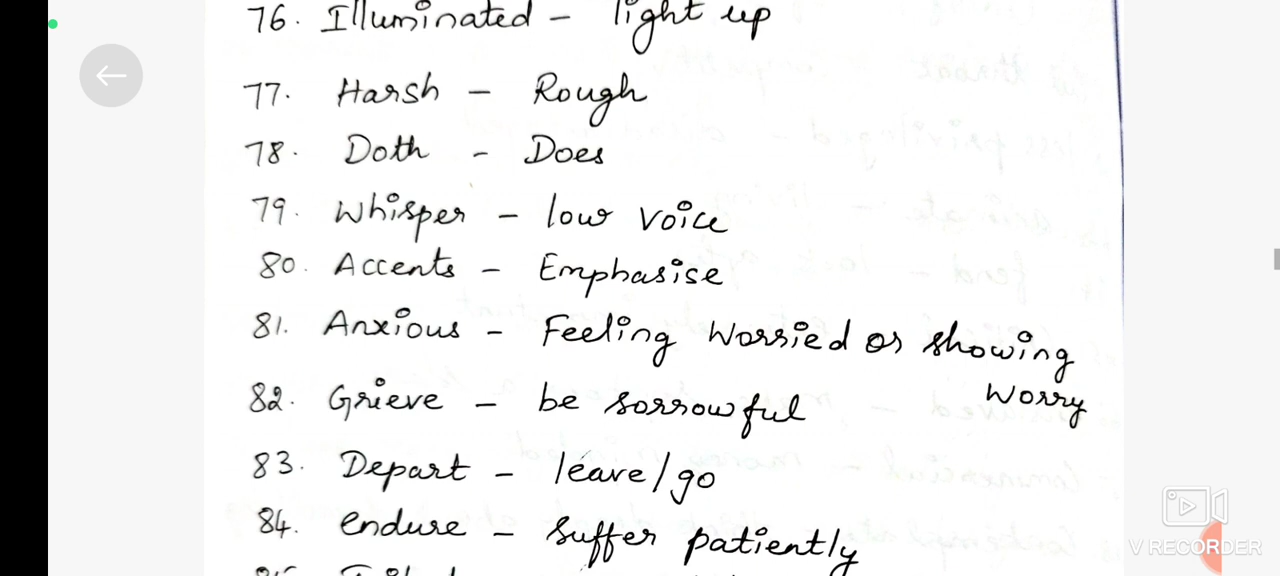 76. Illuminated - light up
77. Harsh - Rough
78. Doth - Does
79. Whisper - low voice
80. Accents - Emphasise
81. Anxious - Feeling Worried or showing
Worry
82. Grieve - be sorrowful
83. Depart - leave/go
84. endure - suffer patiently
V RECORDER